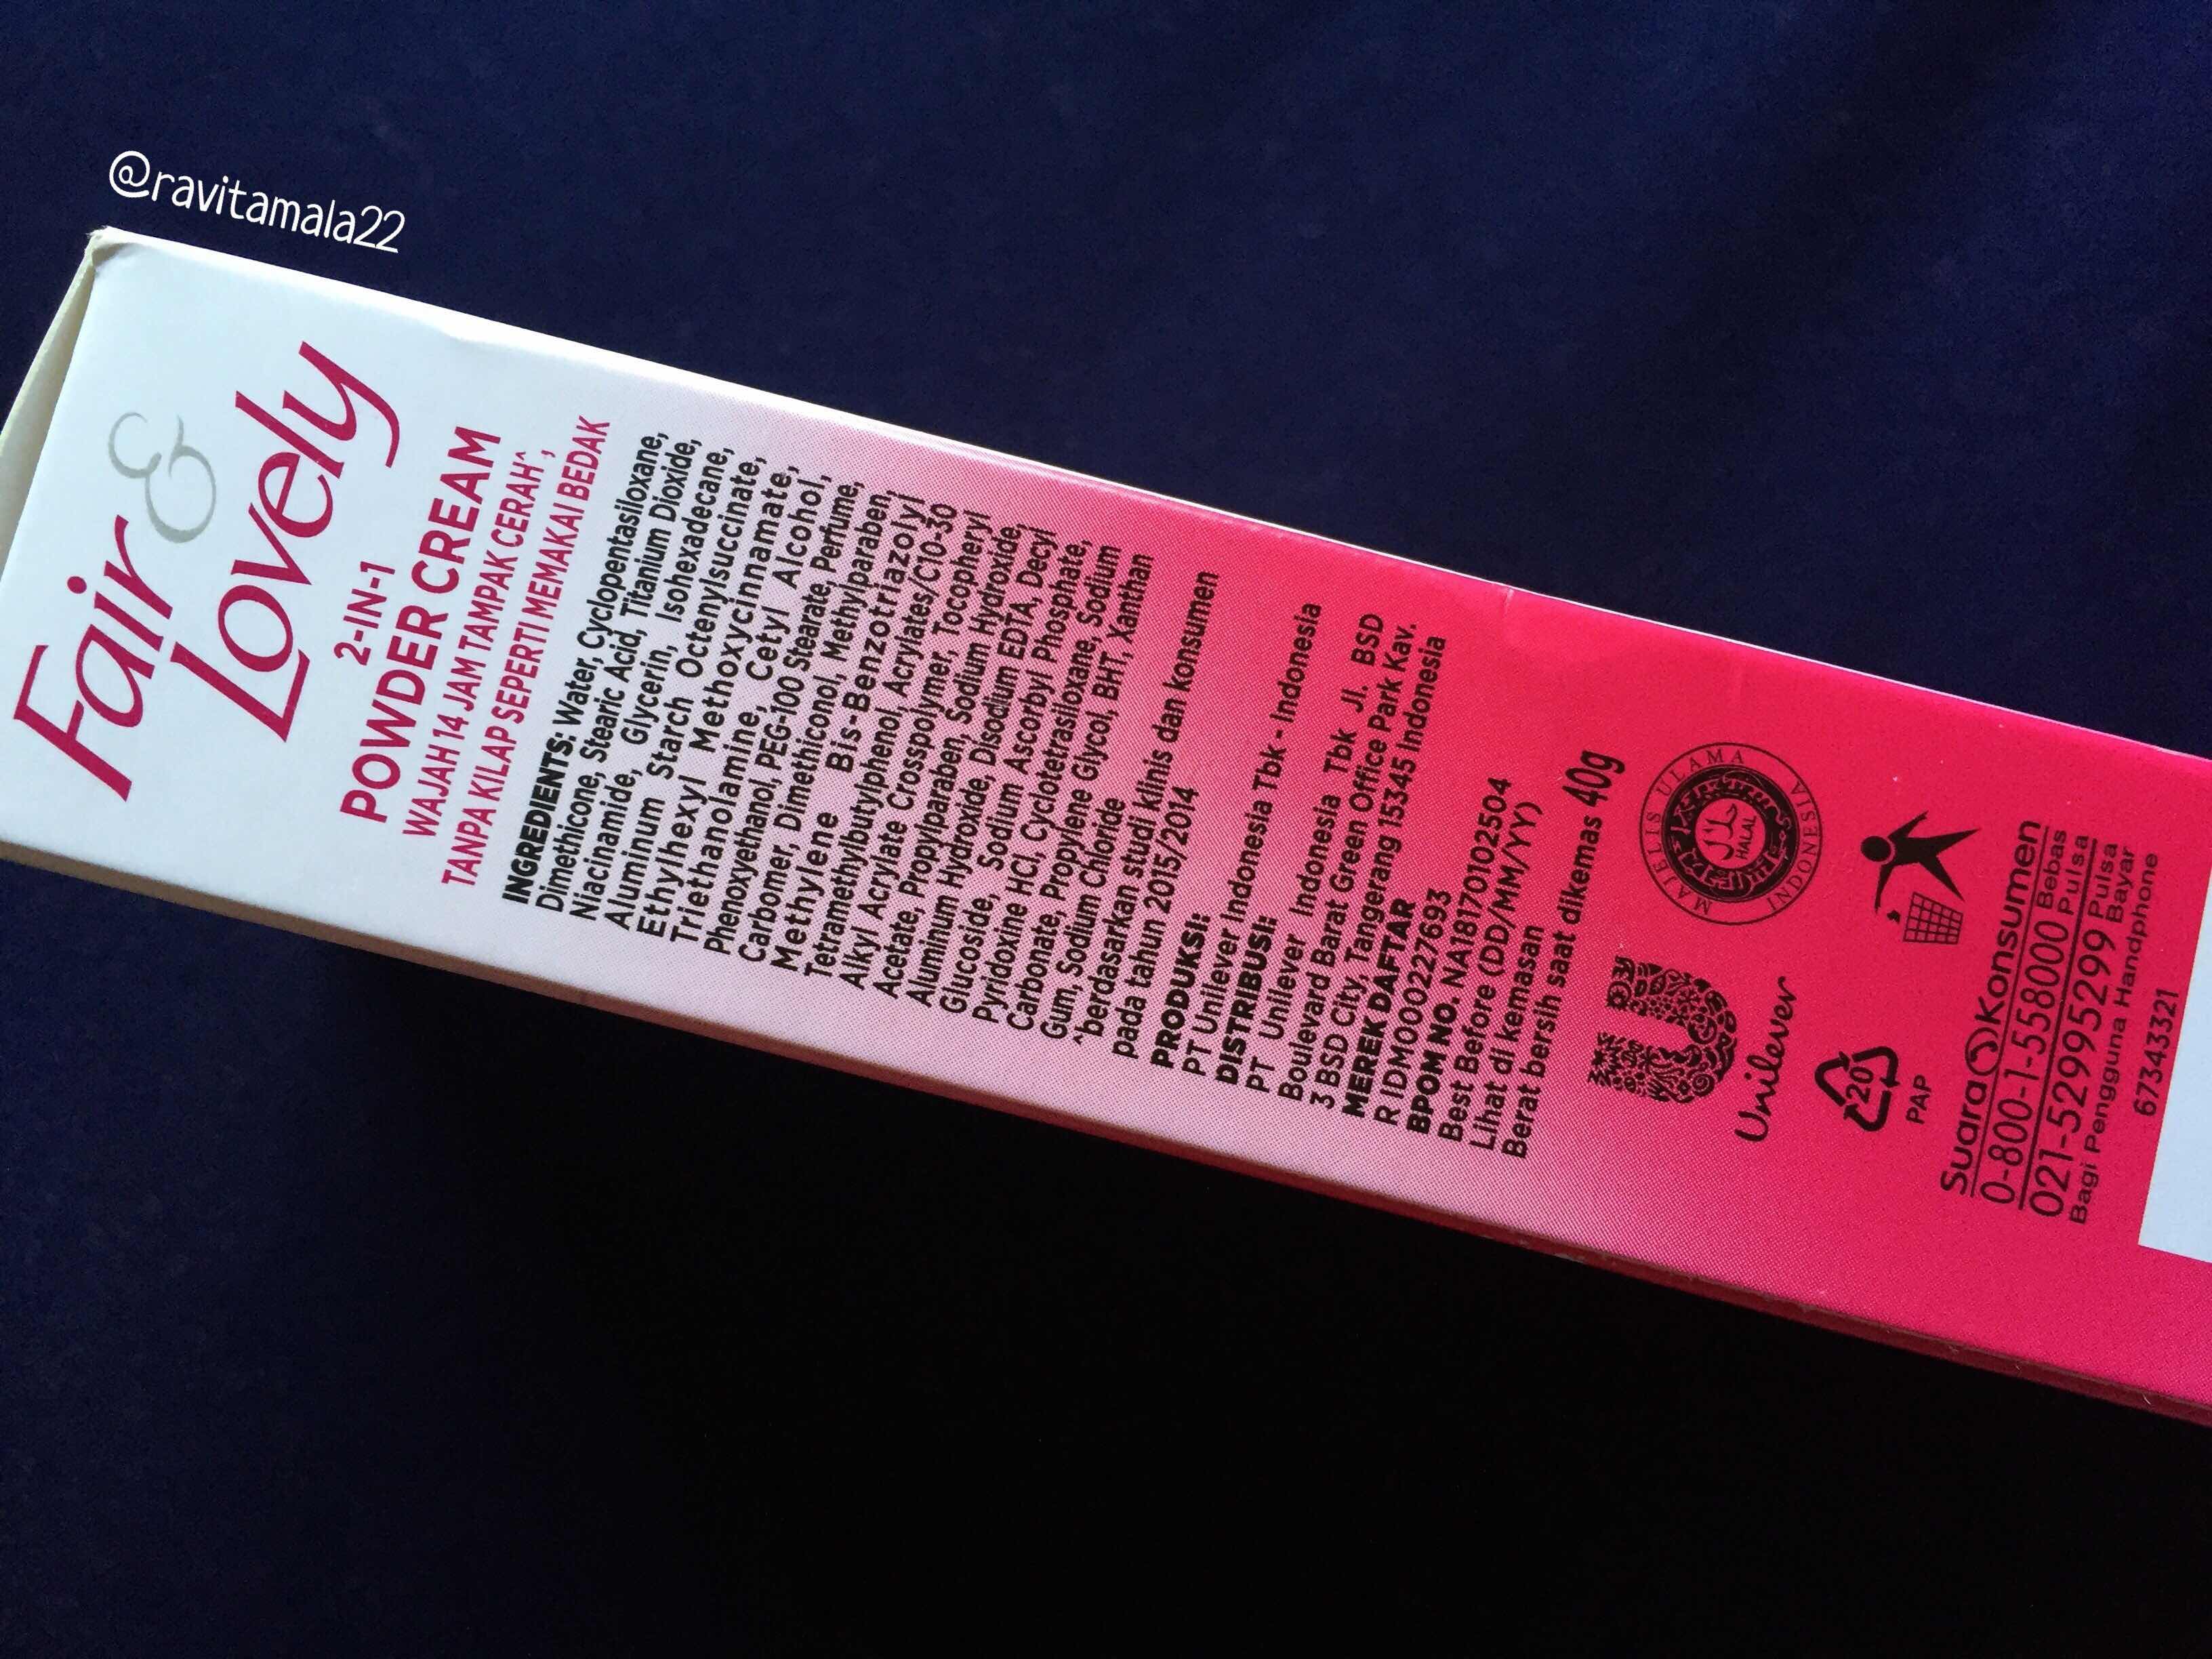 @ravitamala22
Fair &
Lovely
2-IN-1
POWDER CREAM
WAJAH 14 JAM TAMPAK CERAH^,
TANPA KILAP SEPERTI MEMAKAI BEDAK
INGREDIENTS: Water, Cyclopentasiloxane,
Dimethicone, Stearic Acid, Titanium Dioxide,
Niacinamide, Glycerin, Isohexadecane,
Aluminum Starch Octenylsuccinate,
Ethylhexyl Methoxycinnamate,
Triethanolamine, Cetyl Alcohol,
Phenoxyethanol, PEG-100 Stearate, Perfume,
Carbomer, Dimethiconol, Methylparaben,
Methylene Bis-Benzotriazolyl
Tetramethylbutylphenol, Acrylates/C10-30
Alkyl Acrylate Crosspolymer, Tocopheryl
Acetate, Propylparaben, Sodium Hydroxide,
Aluminum Hydroxide, Disodium EDTA, Decyl
Glucoside, Sodium Ascorbyl Phosphate,
Pyridoxine HCl, Cyclotetrasiloxane, Sodium
Carbonate, Propylene Glycol, BHT, Xanthan
Gum, Sodium Chloride
^berdasarkan studi klinis dan konsumen
pada tahun 2015/2014
PRODUKSI:
PT Unilever Indonesia Tbk - Indonesia
DISTRIBUSI:
PT Unilever Indonesia Tbk Jl. BSD
Boulevard Barat Green Office Park Kav.
3 BSD City, Tangerang 15345 Indonesia
MEREK DAFTAR
R IDM000227693
BPOM NO. NA18170102504
Best Before (DD/MM/YY)
Lihat di kemasan
Berat bersih saat dikemas 40g
MAJELIS ULAMA INDONESIA
HALAL
Unilever
20
PAP
Suara Konsumen
0-800-1-558000 Bebas Pulsa
021-52995299 Pulsa Bayar
Bagi Pengguna Handphone
67343321